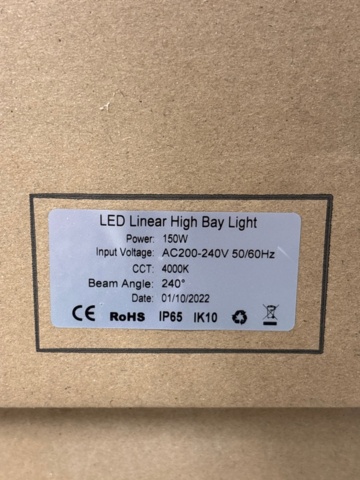 LED Linear High Bay Light
Power: 150W
Input Voltage: AC200-240V 50/60Hz
CCT: 4000K
Beam Angle: 240°
Date: 01/10/2022
CE RoHS IP65 IK10